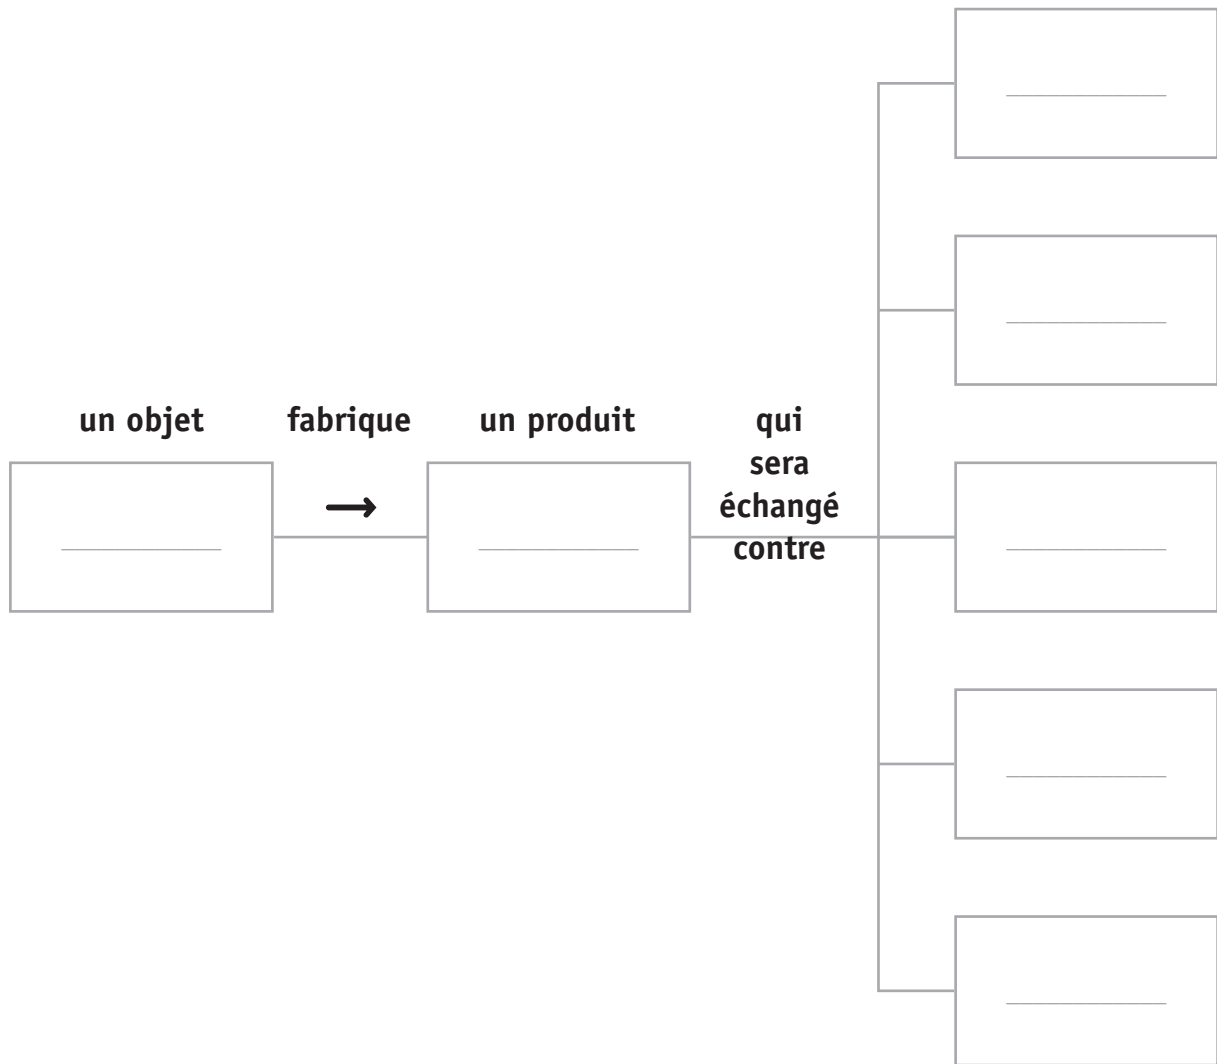 un objet
fabrique
un produit
qui
sera
échangé
contre